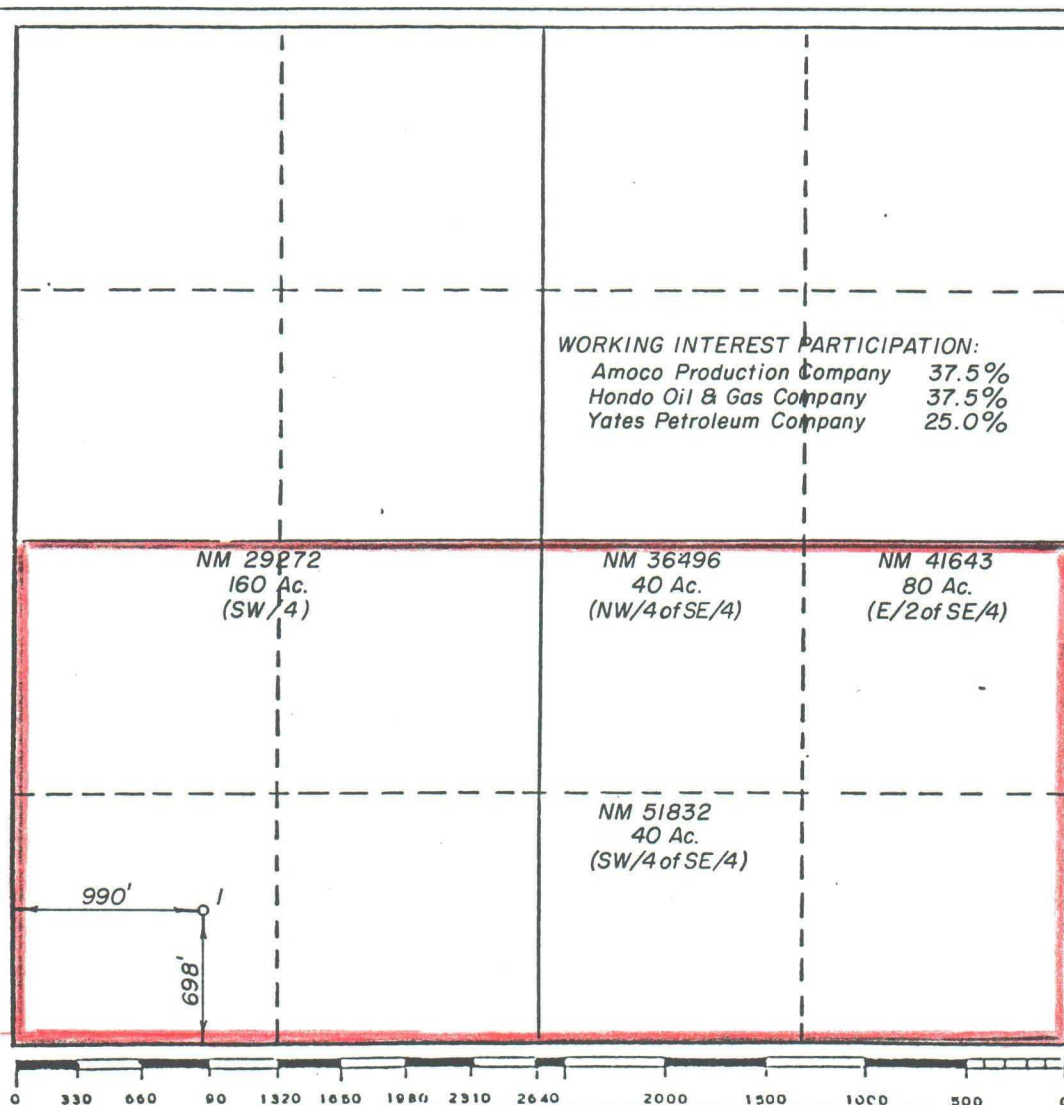 WORKING INTEREST PARTICIPATION:
Amoco Production Company 37.5%
Hondo Oil & Gas Company 37.5%
Yates Petroleum Company 25.0%
NM 29272
160 Ac.
(SW/4)
NM 36496
40 Ac.
(NW/4 of SE/4)
NM 41643
80 Ac.
(E/2 of SE/4)
NM 51832
40 Ac.
(SW/4 of SE/4)
990'
1
698'
0 330 660 90 1320 1650 1980 2310 2640 2000 1500 1000 500